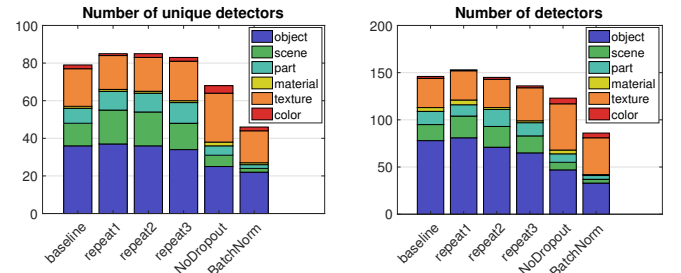 Number of unique detectors
100
80
60
40
20
0
object
scene
part
material
texture
color
baseline
repeat1
repeat2
repeat3
NoDropout
BatchNorm
Number of detectors
200
150
100
50
0
object
scene
part
material
texture
color
baseline
repeat1
repeat2
repeat3
NoDropout
BatchNorm